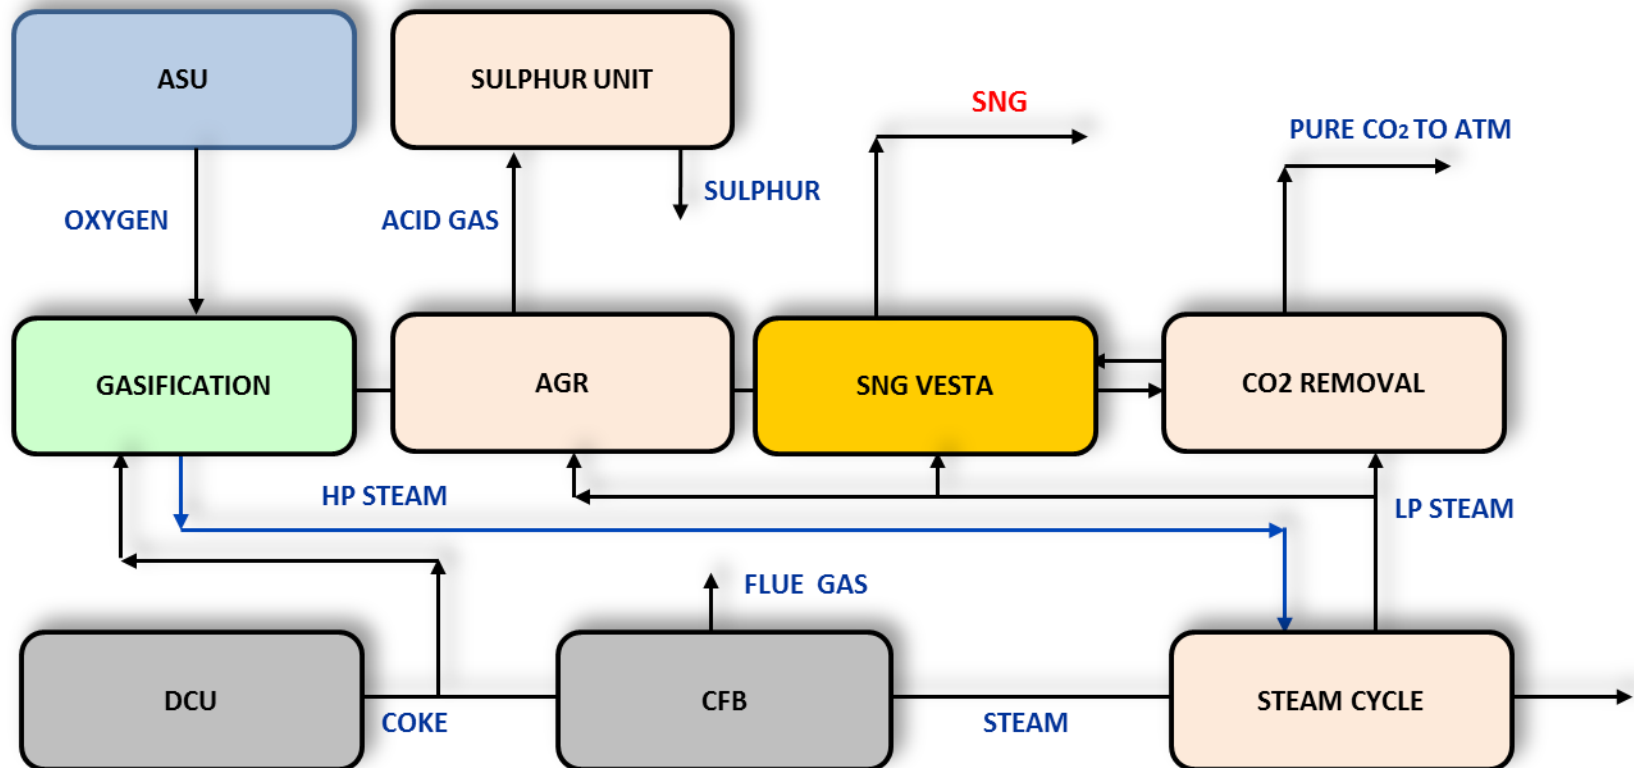 ASU
SULPHUR UNIT
SNG
PURE CO₂ TO ATM
OXYGEN
ACID GAS
SULPHUR
GASIFICATION
AGR
SNG VESTA
CO2 REMOVAL
HP STEAM
LP STEAM
FLUE GAS
DCU
COKE
CFB
STEAM
STEAM CYCLE